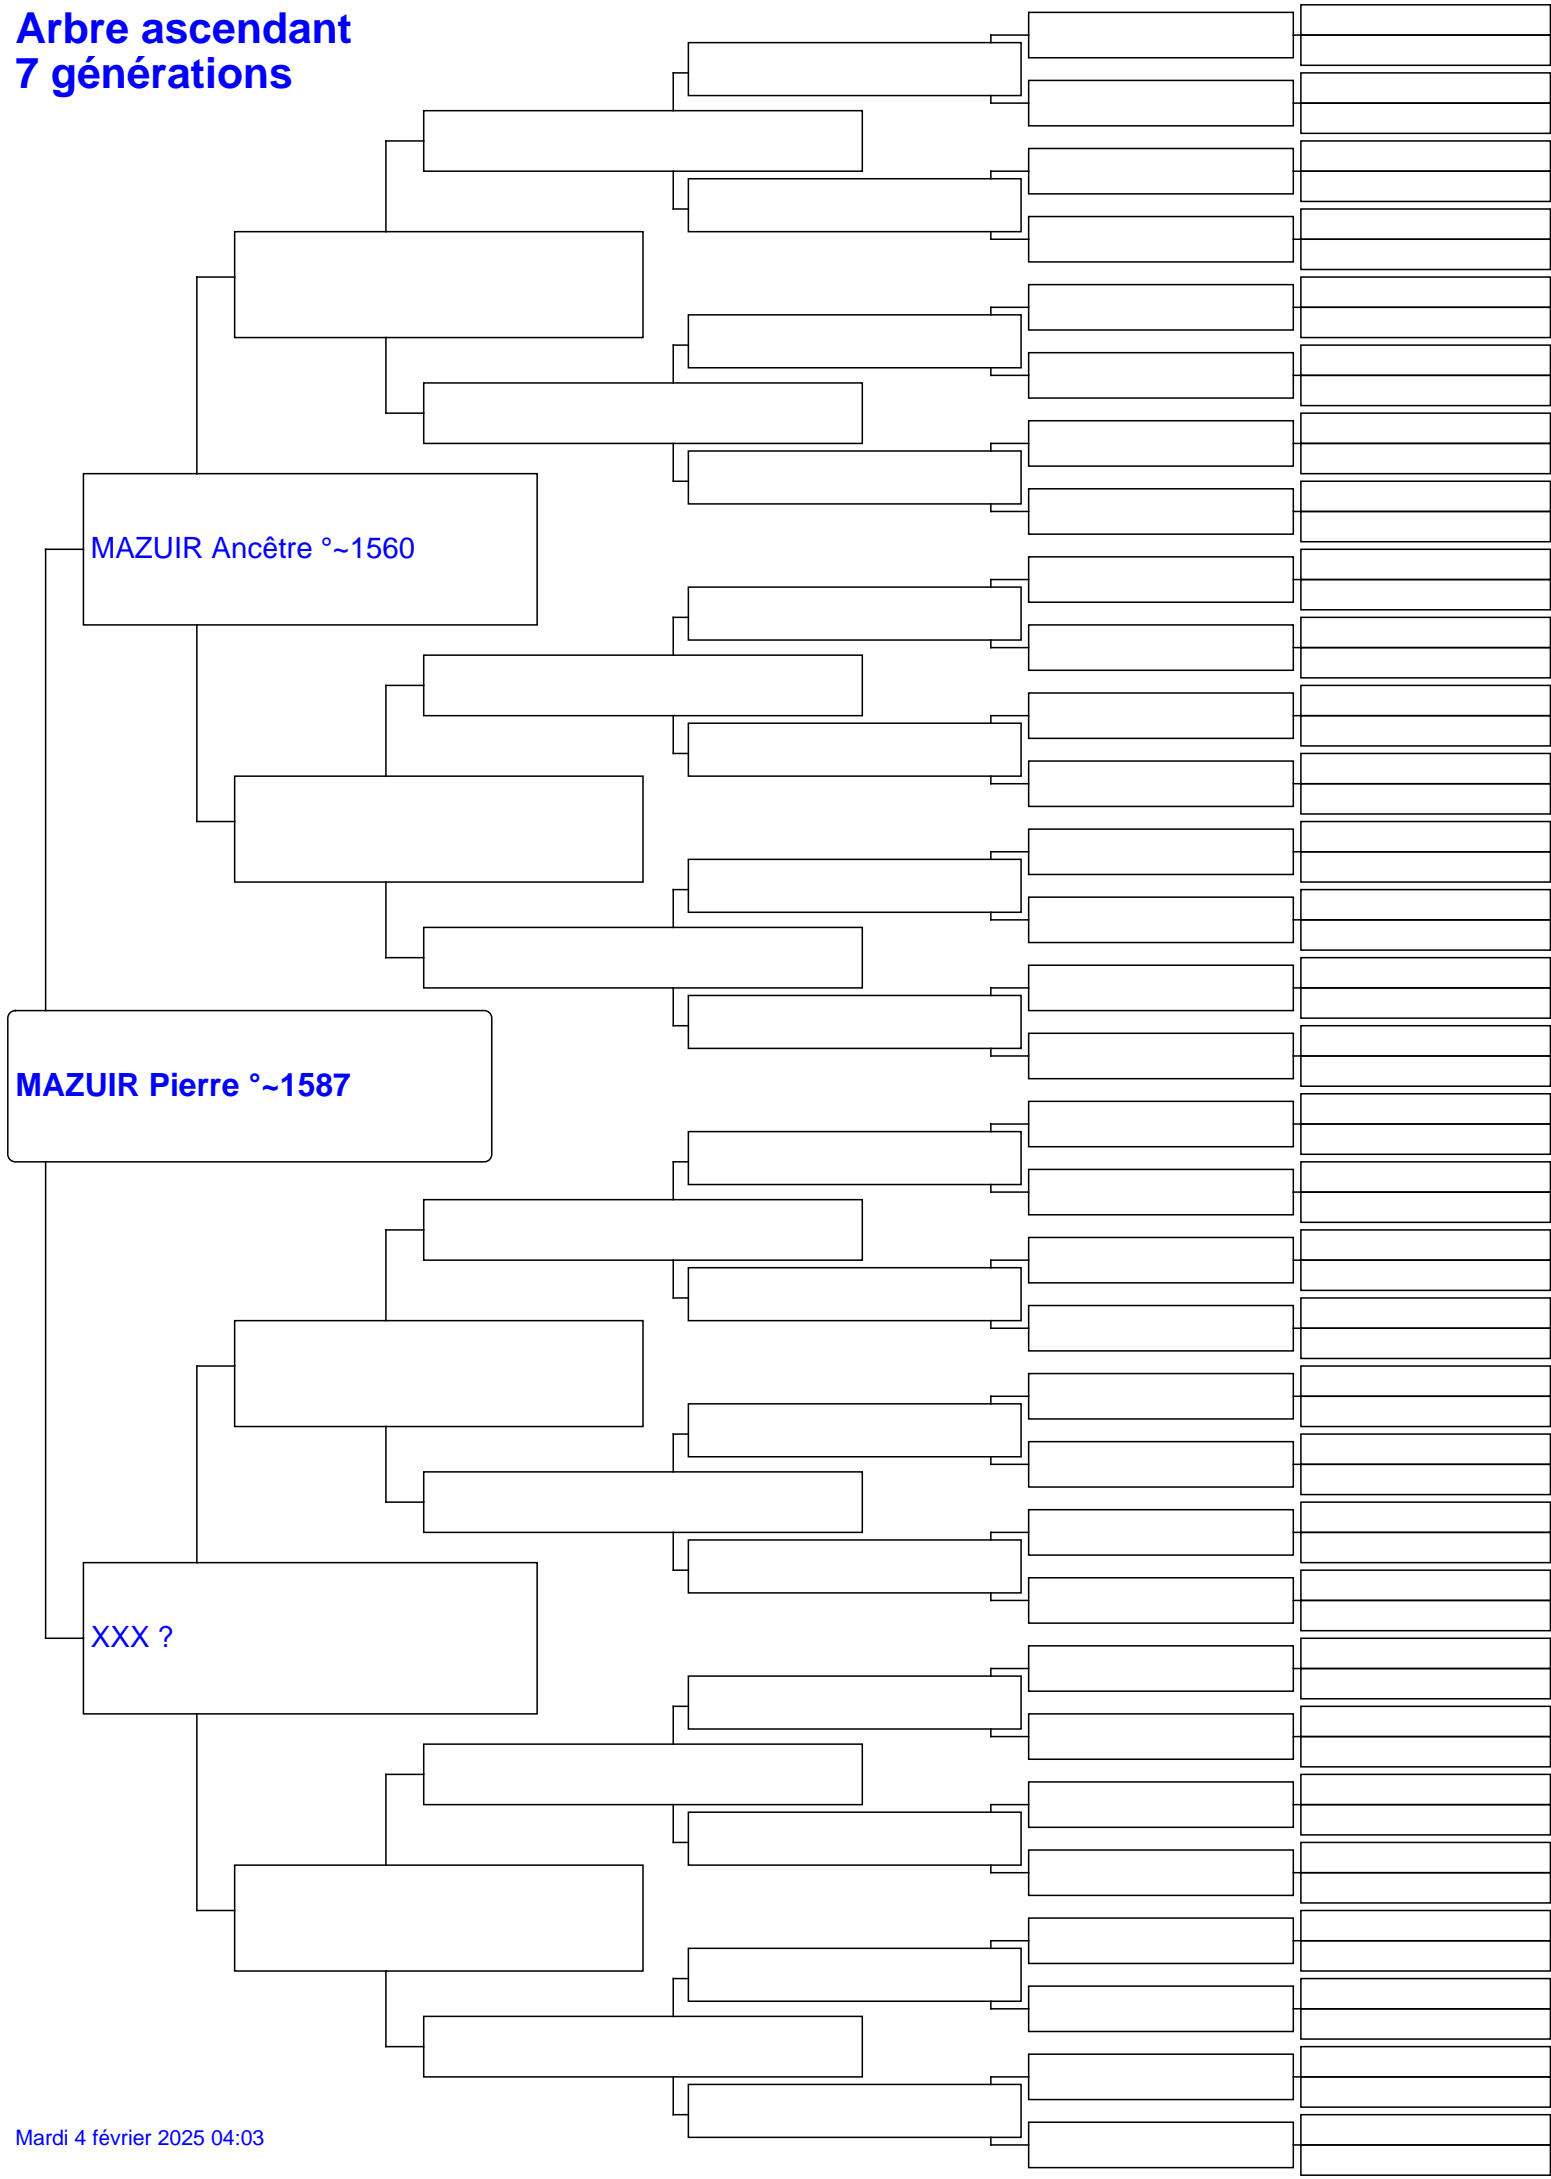 Arbre ascendant
7 générations
MAZUIR Ancêtre °~1560
MAZUIR Pierre °~1587
XXX ?
Mardi 4 février 2025 04:03